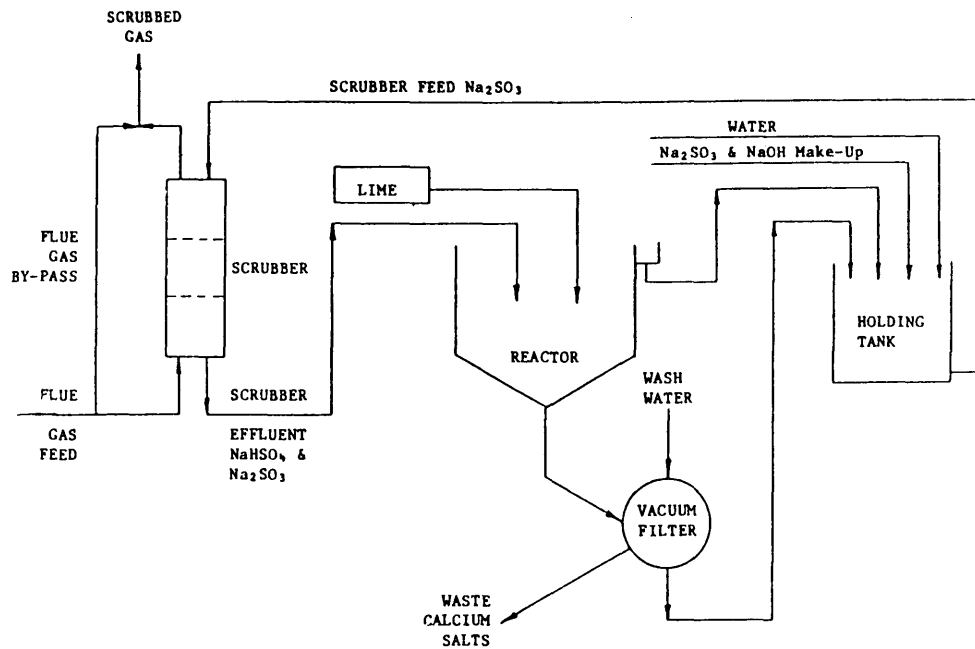 SCRUBBED
GAS
SCRUBBER FEED Na₂SO₃
WATER
Na₂SO₃ & NaOH Make-Up
LIME
FLUE
GAS
BY-PASS
SCRUBBER
REACTOR
HOLDING
TANK
FLUE
GAS
FEED
SCRUBBER
EFFLUENT
NaHSO₄ &
Na₂SO₃
WASH
WATER
VACUUM
FILTER
WASTE
CALCIUM
SALTS